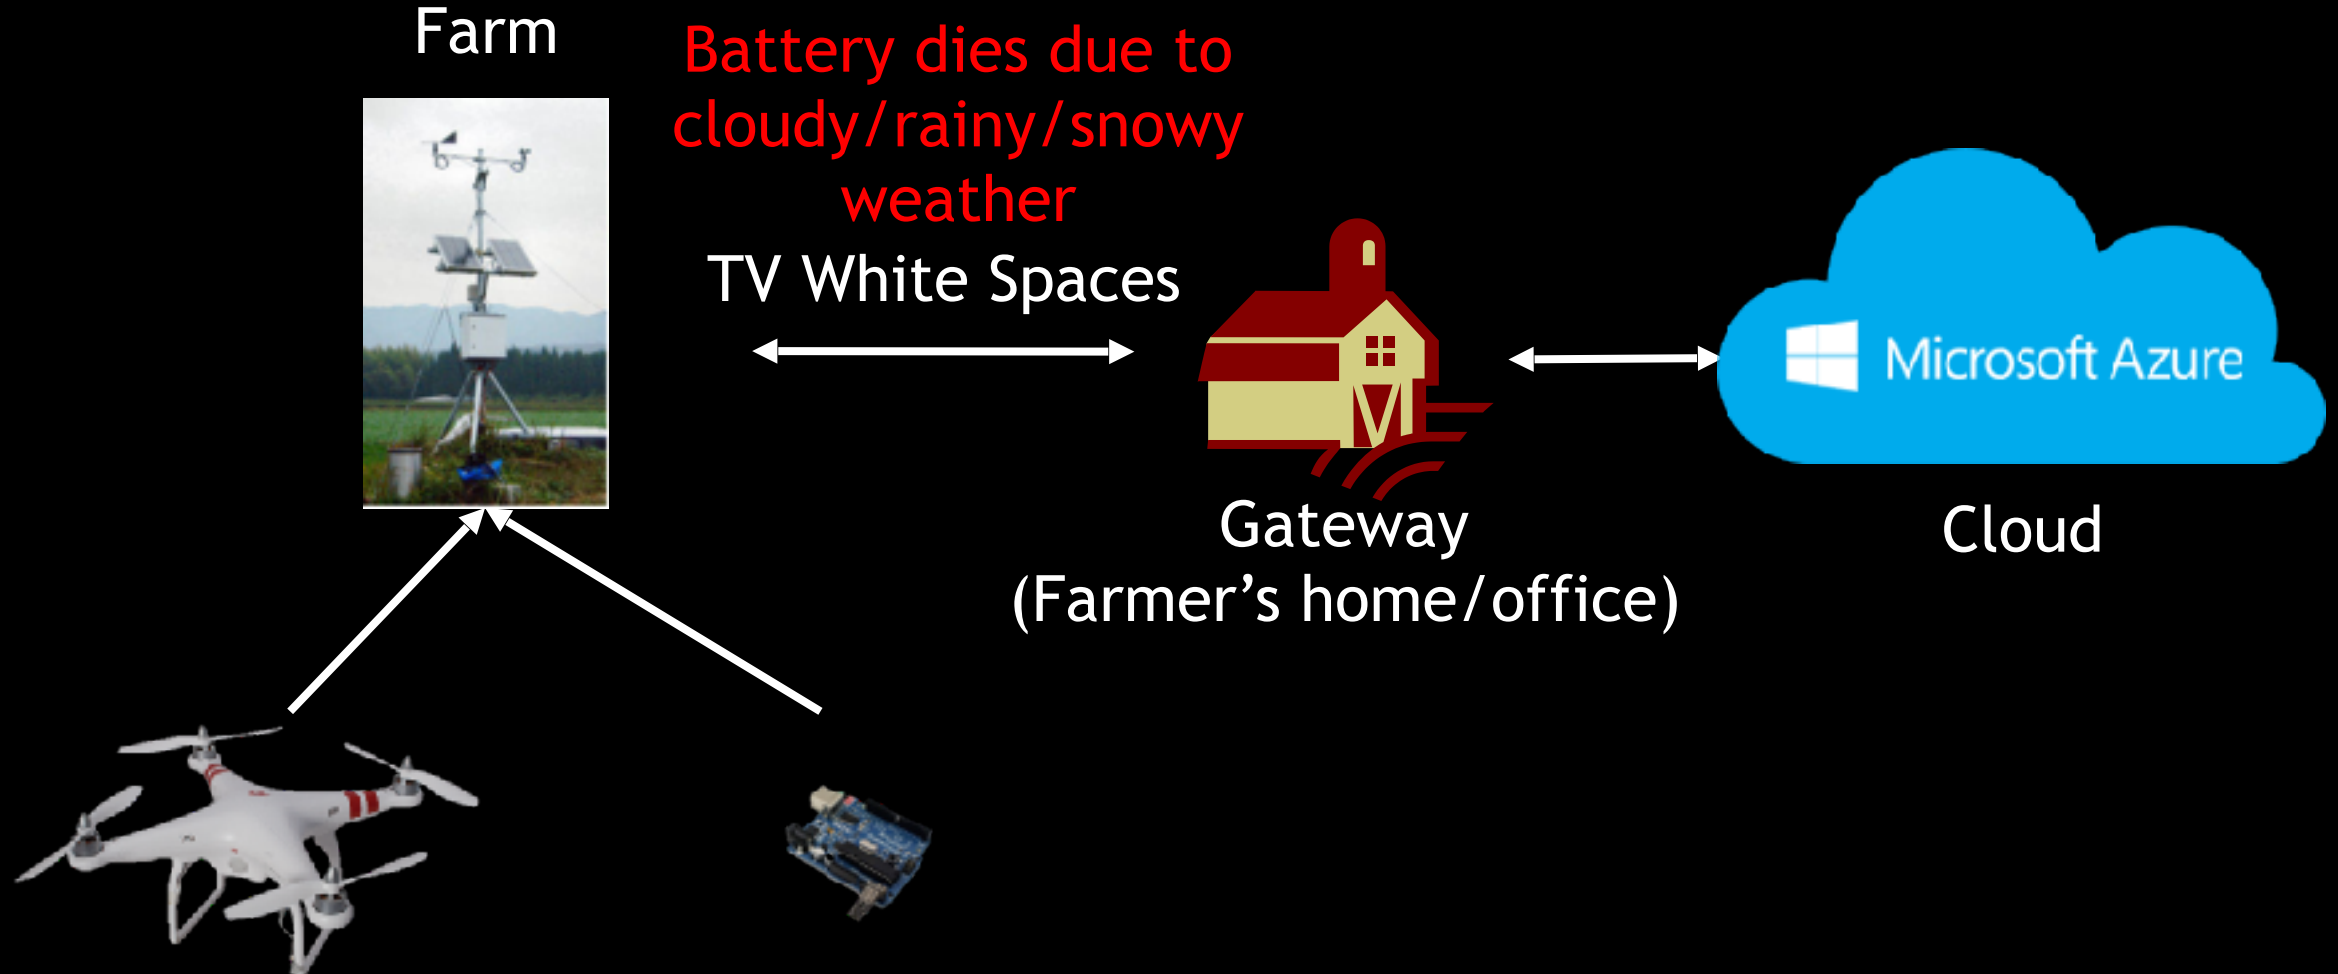 Farm
Battery dies due to
cloudy/rainy/snowy
weather
TV White Spaces
Microsoft Azure
Gateway
(Farmer’s home/office)
Cloud